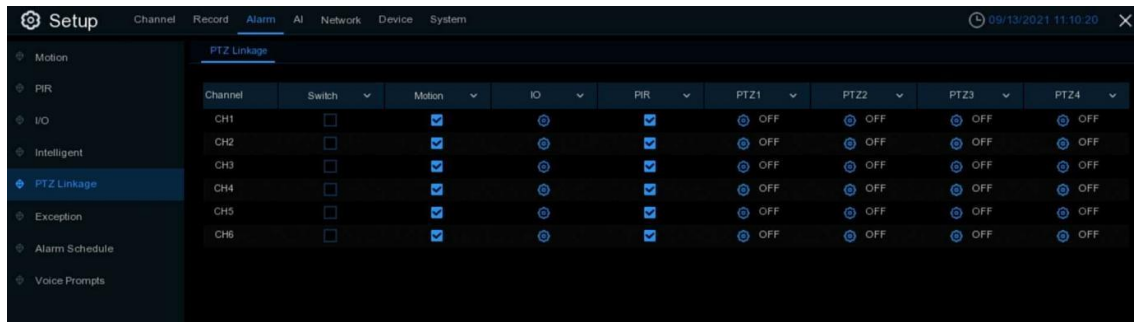 Setup Channel Record Alarm AI Network Device System 09/13/2021 11:10:20
Motion
PIR
I/O
Intelligent
PTZ Linkage
Exception
Alarm Schedule
Voice Prompts
PTZ Linkage
Channel Switch Motion IO PIR PTZ1 PTZ2 PTZ3 PTZ4
CH1 OFF OFF OFF OFF
CH2 OFF OFF OFF OFF
CH3 OFF OFF OFF OFF
CH4 OFF OFF OFF OFF
CH5 OFF OFF OFF OFF
CH6 OFF OFF OFF OFF